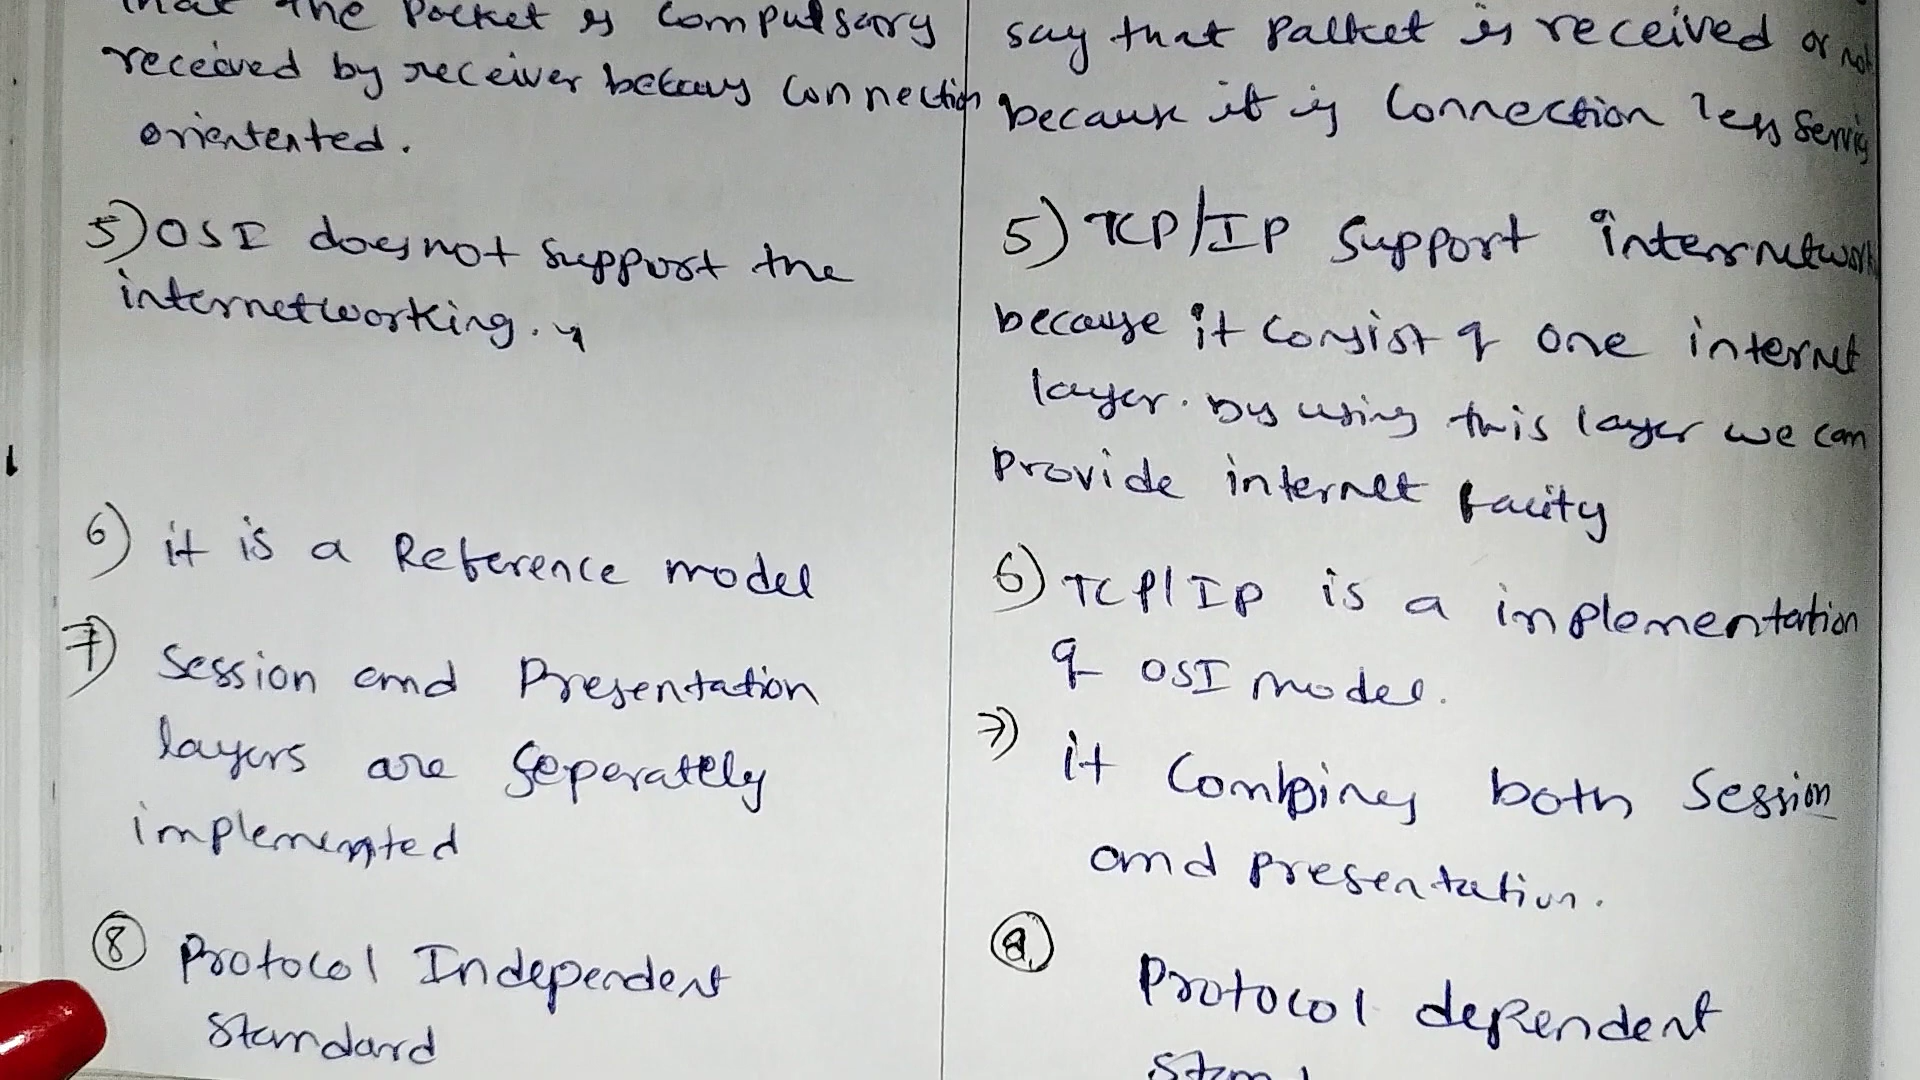 that the Packet is Compulsary
received by receiver becaus Connection
orientented.
5) OSI does not Support the
internetworking.
6) it is a Reference model
7) Session and Presentation
layers are Seperately
implemented
8 Protocol Independent
Standard
say that Packet is received or not
because it is Connection less Servic
5) TCP/IP Support internetwork
because it Consist of one internet
layer. by using this layer we can
Provide internet facity
6) TCP/IP is a implementation
of OSI model.
7) it Combines both Session
and presentation.
8 Protocol dependent